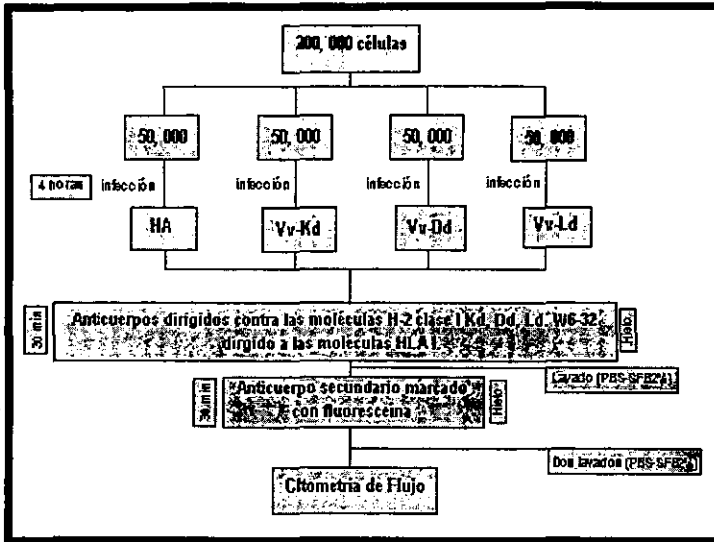 200, 000 células
50, 000 50, 000 50, 000 50, 000
4 horas infección infección infección infección
HA Vv-Kd Vv-Dd Vv-Ld
30 min Anticuerpos dirigidos contra las moléculas H-2 clase I Kd, Dd, Ld, W6-32, Hielo.
dirgido a las moléculas HLA I.
Lavado (PBS-SFB2%)
30 min Anticuerpo secundario marcado Hielo.
con fluoresceína
Dos lavados (PBS-SFB2%)
Citometría de Flujo